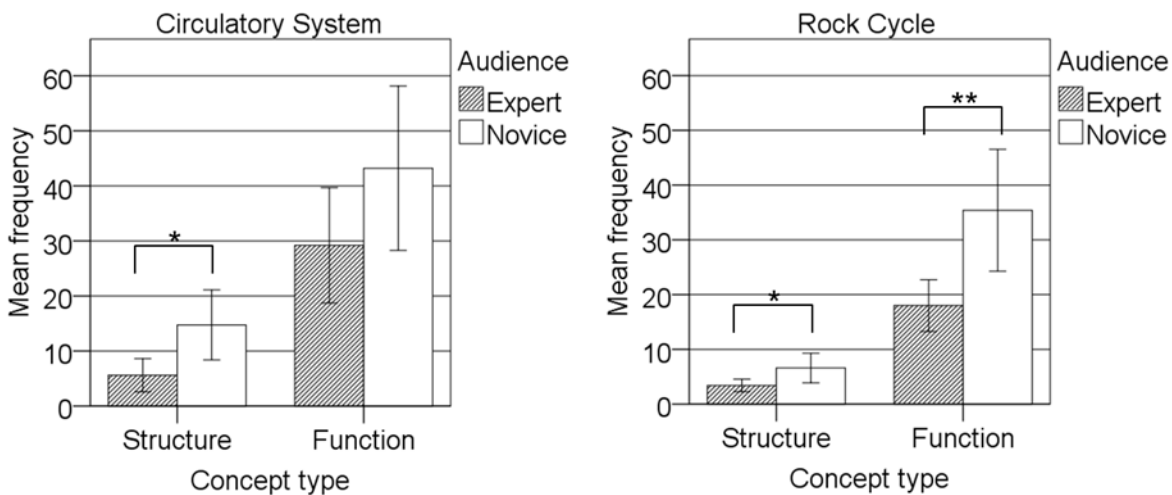 Circulatory System
Mean frequency
60
50
40
30
20
10
0
*
Structure
Function
Concept type
Audience
Expert
Novice
Rock Cycle
Mean frequency
60
50
40
30
20
10
0
*
**
Structure
Function
Concept type
Audience
Expert
Novice